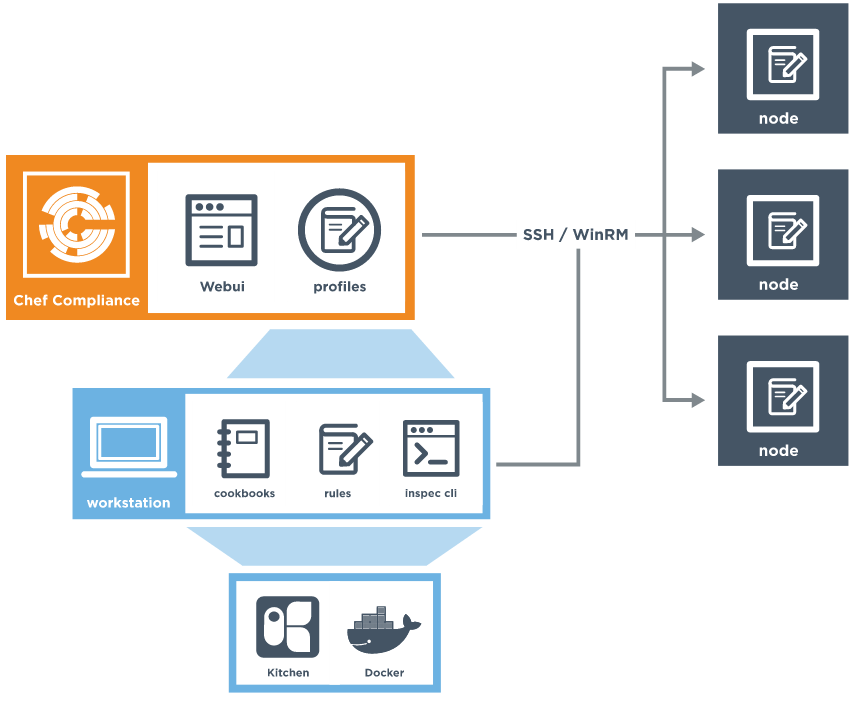 node
Chef Compliance
Webui
profiles
SSH / WinRM
node
workstation
cookbooks
rules
inspec cli
node
Kitchen
Docker